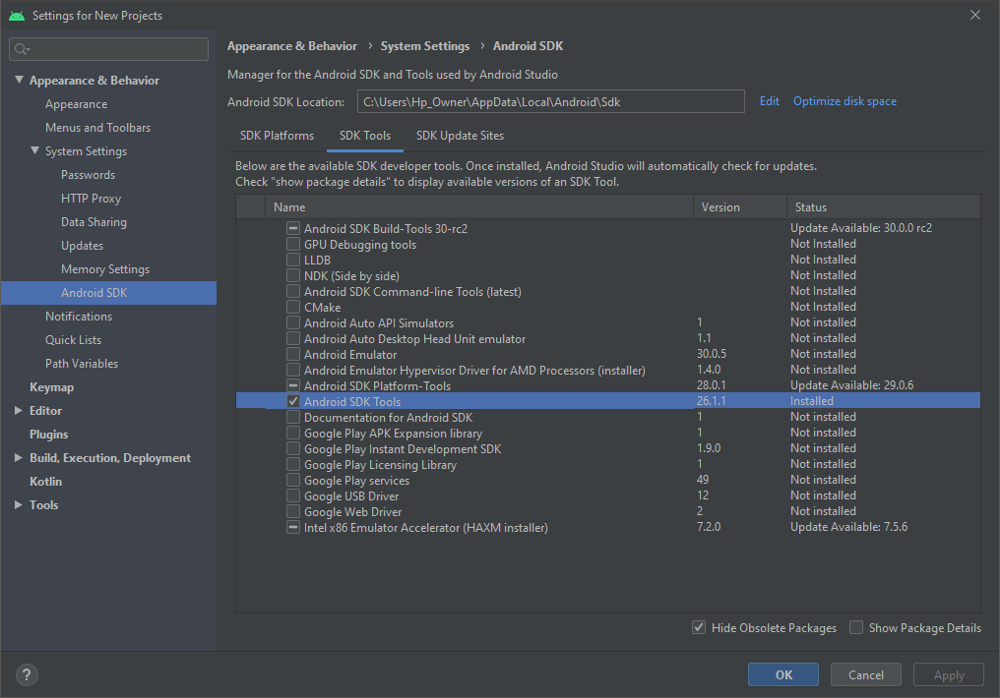 Settings for New Projects
Appearance & Behavior
Appearance
Menus and Toolbars
System Settings
Passwords
HTTP Proxy
Data Sharing
Updates
Memory Settings
Android SDK
Notifications
Quick Lists
Path Variables
Keymap
Editor
Plugins
Build, Execution, Deployment
Kotlin
Tools
Appearance & Behavior › System Settings › Android SDK
Manager for the Android SDK and Tools used by Android Studio
Android SDK Location: C:\Users\Hp_Owner\AppData\Local\Android\Sdk Edit Optimize disk space
SDK Platforms SDK Tools SDK Update Sites
Below are the available SDK developer tools. Once installed, Android Studio will automatically check for updates.
Check "show package details" to display available versions of an SDK Tool.
Name Version Status
Android SDK Build-Tools 30-rc2 Update Available: 30.0.0 rc2
GPU Debugging tools Not Installed
LLDB Not Installed
NDK (Side by side) Not Installed
Android SDK Command-line Tools (latest) Not Installed
CMake Not Installed
Android Auto API Simulators 1 Not installed
Android Auto Desktop Head Unit emulator 1.1 Not installed
Android Emulator 30.0.5 Not installed
Android Emulator Hypervisor Driver for AMD Processors (installer) 1.4.0 Not installed
Android SDK Platform-Tools 28.0.1 Update Available: 29.0.6
Android SDK Tools 26.1.1 Installed
Documentation for Android SDK 1 Not installed
Google Play APK Expansion library 1 Not installed
Google Play Instant Development SDK 1.9.0 Not installed
Google Play Licensing Library 1 Not installed
Google Play services 49 Not installed
Google USB Driver 12 Not installed
Google Web Driver 2 Not installed
Intel x86 Emulator Accelerator (HAXM installer) 7.2.0 Update Available: 7.5.6
Hide Obsolete Packages Show Package Details
? OK Cancel Apply